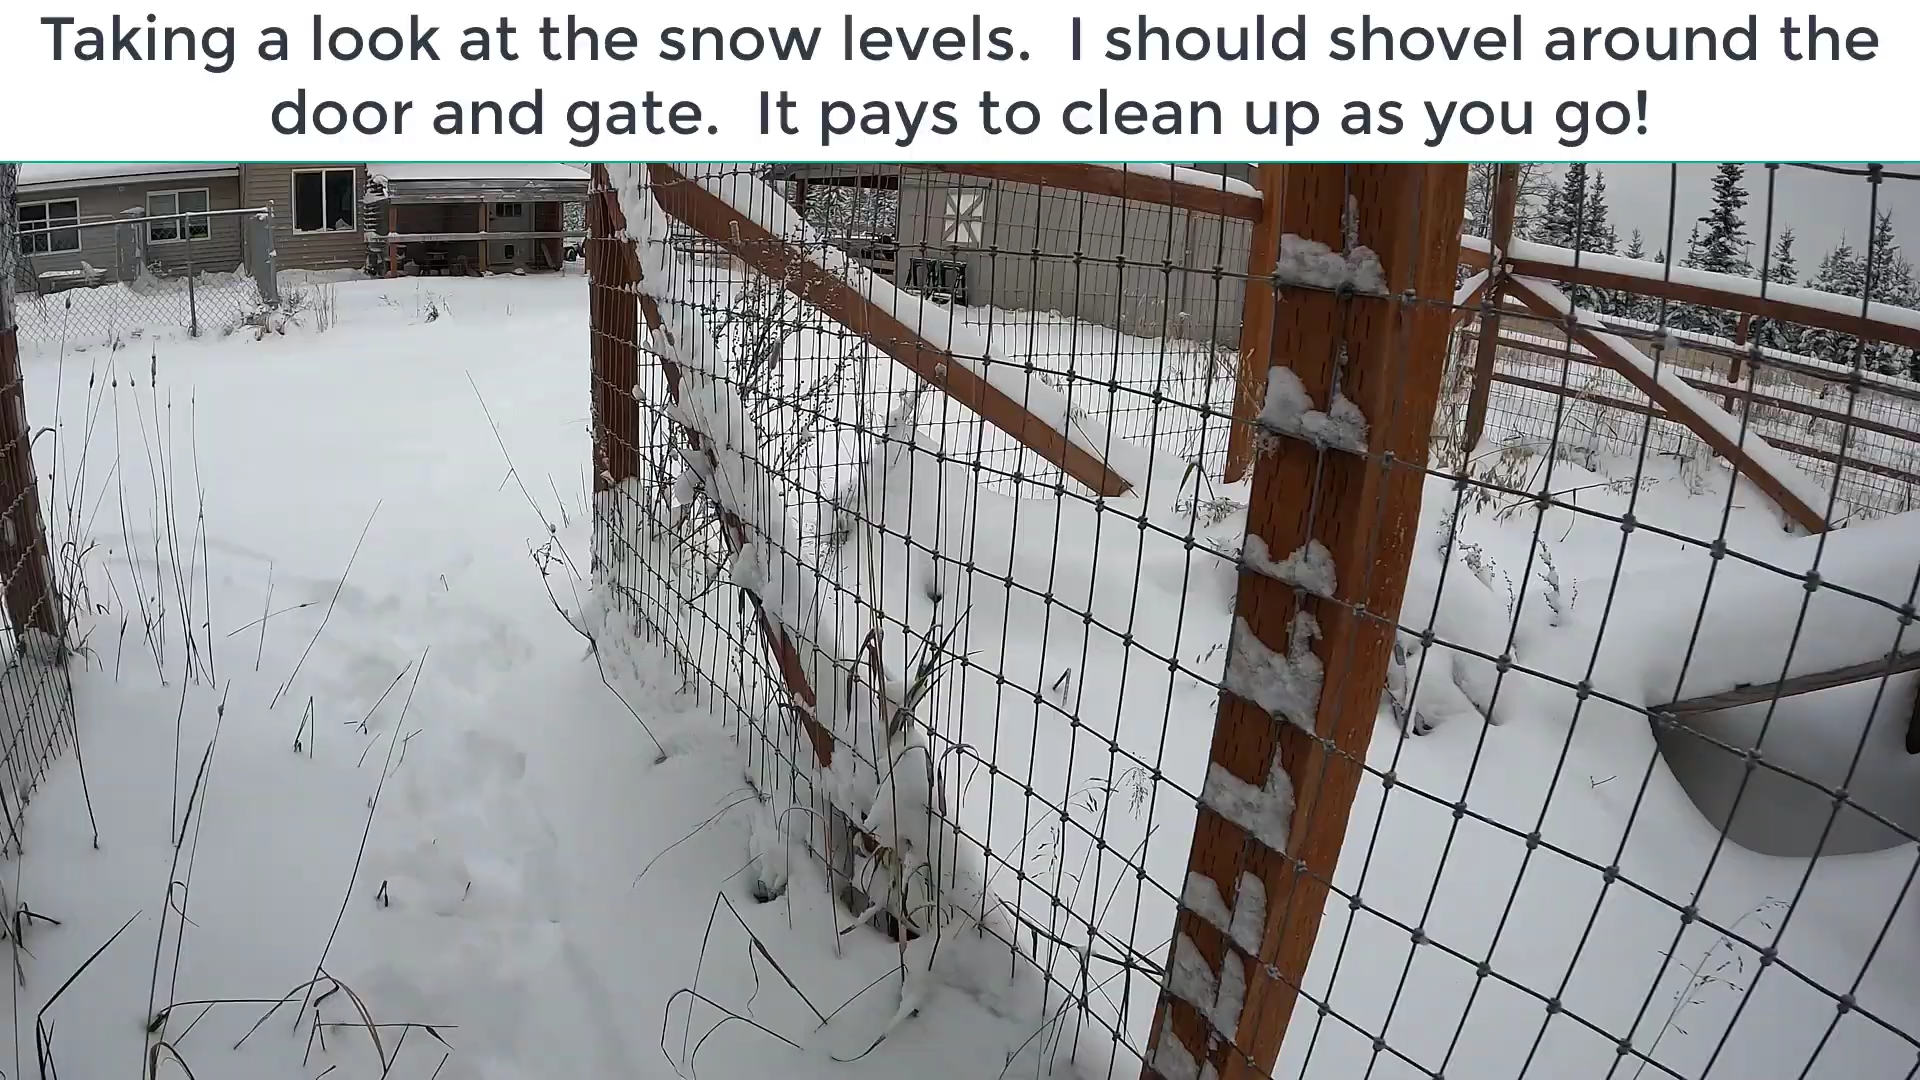 Taking a look at the snow levels.  I should shovel around the
door and gate.  It pays to clean up as you go!